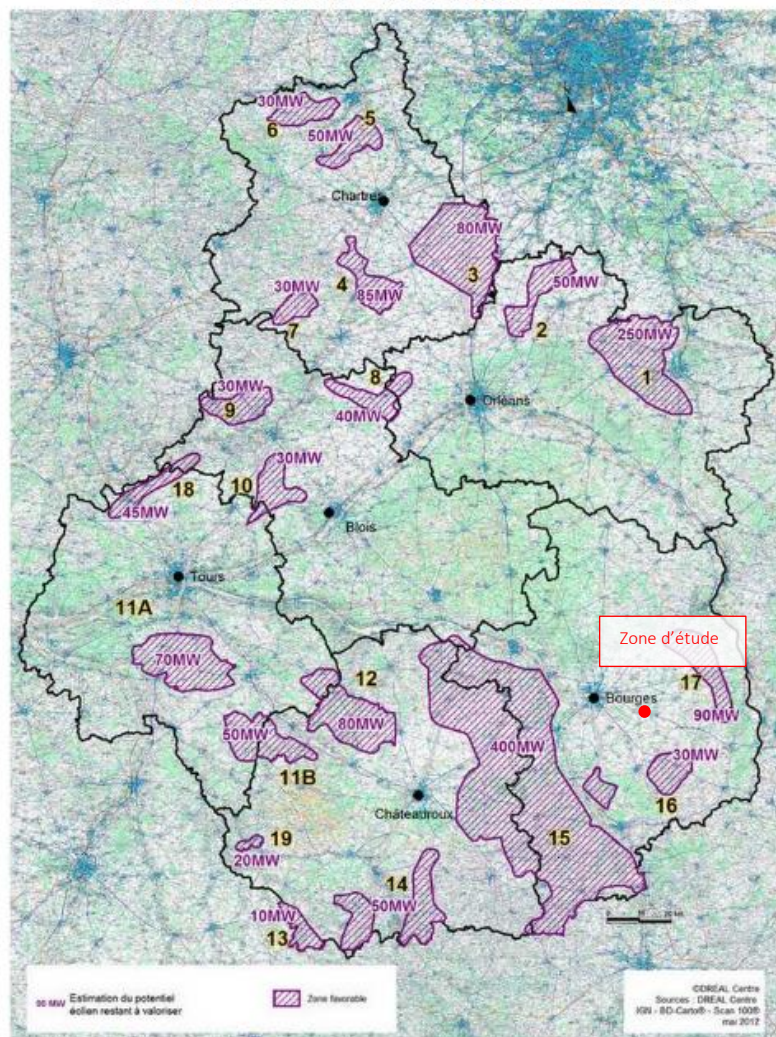 30MW
6
5
50MW
Chartres
80MW
3
4
85MW
30MW
7
50MW
2
250MW
1
8
30MW
9
40MW
Orléans
30MW
10
18
45MW
Blois
Tours
11A
70MW
Zone d'étude
12
17
Bourges
90MW
80MW
50MW
11B
400MW
30MW
16
Châteauroux
15
19
20MW
14
50MW
10MW
13
90 MW Estimation du potentiel
éolien restant à valoriser
Zone favorable
©DREAL Centre
Sources : DREAL Centre
IGN - BD-Carto® - Scan 100®
mai 2012